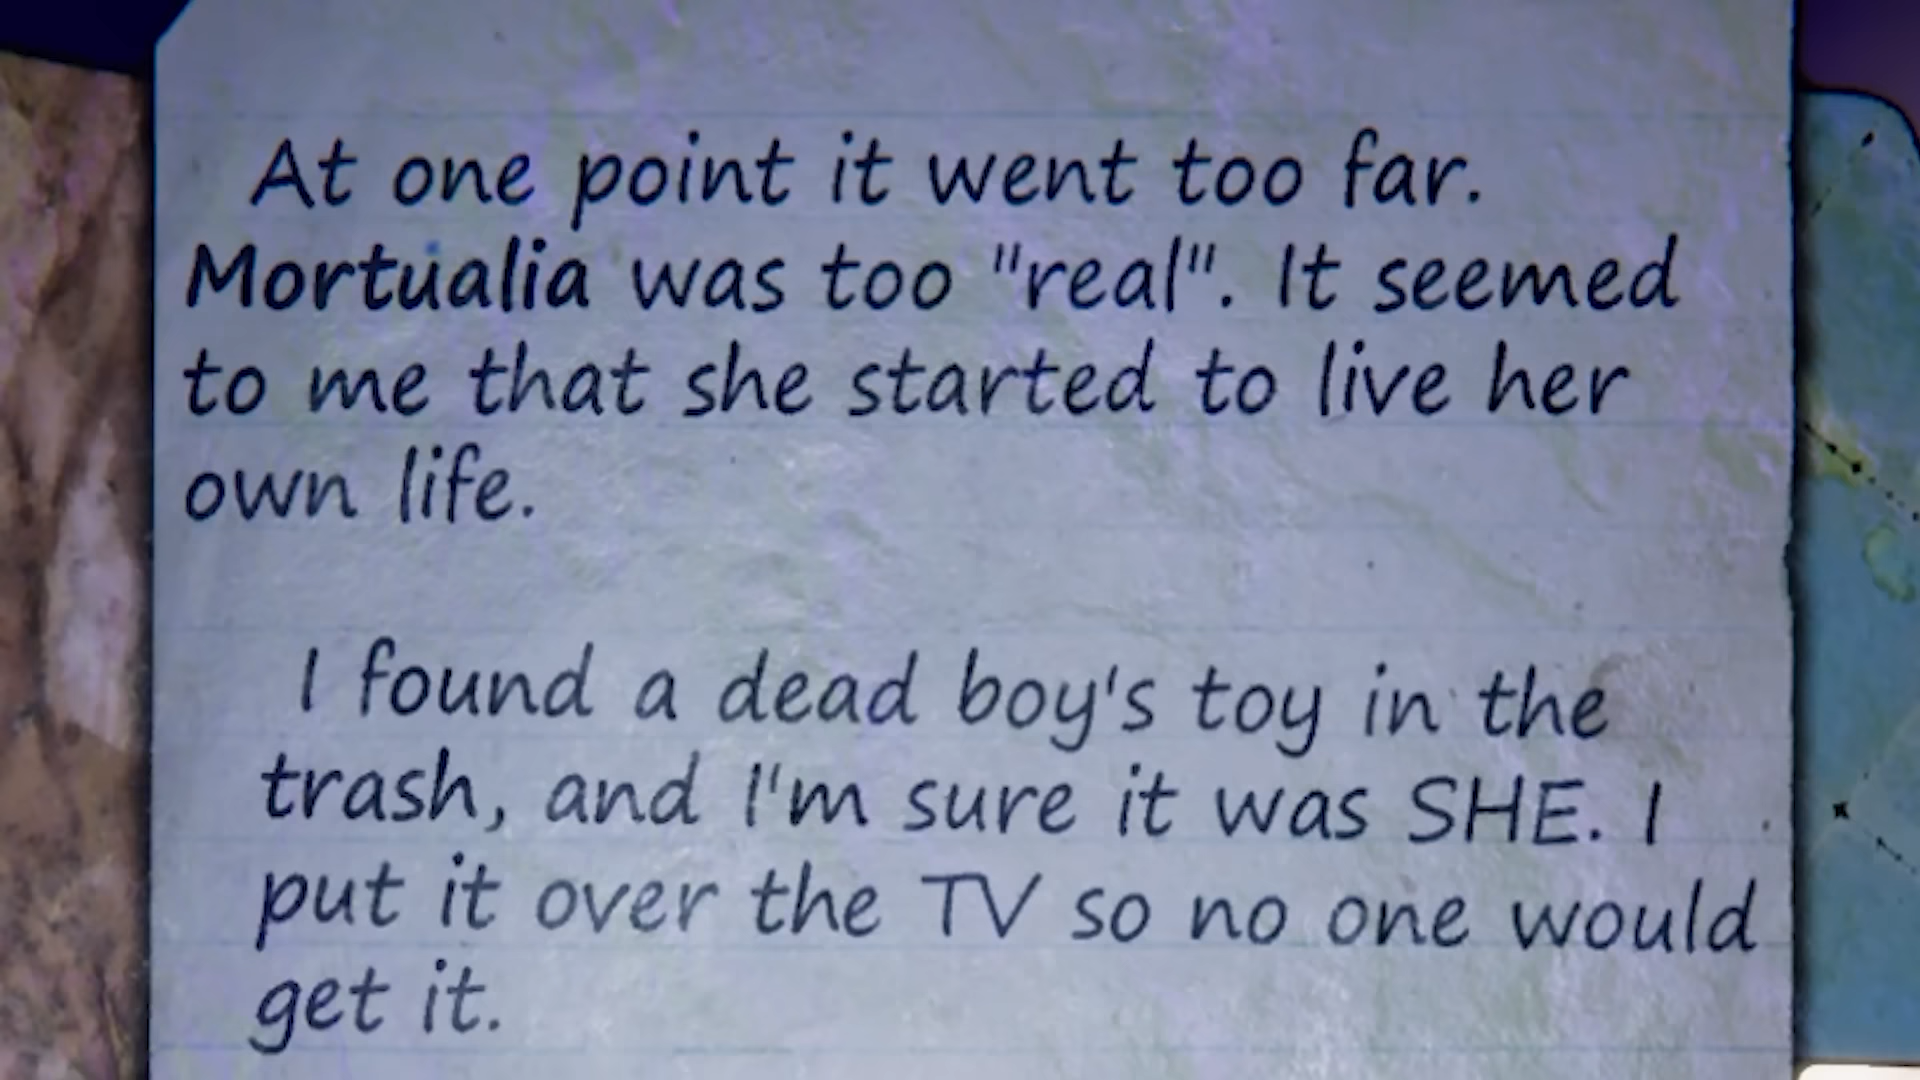 At one point it went too far.
Mortualia was too "real". It seemed
to me that she started to live her
own life.
I found a dead boy's toy in the
trash, and I'm sure it was SHE. I
put it over the TV so no one would
get it.